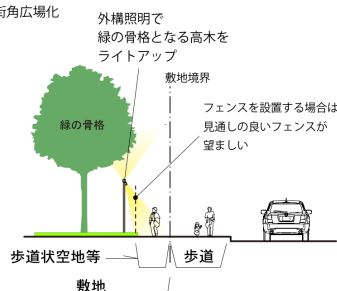 街角広場化
外構照明で
緑の骨格となる高木を
ライトアップ
敷地境界
フェンスを設置する場合は
見通しの良いフェンスが
望ましい
緑の骨格
歩道状空地等
歩道
敷地